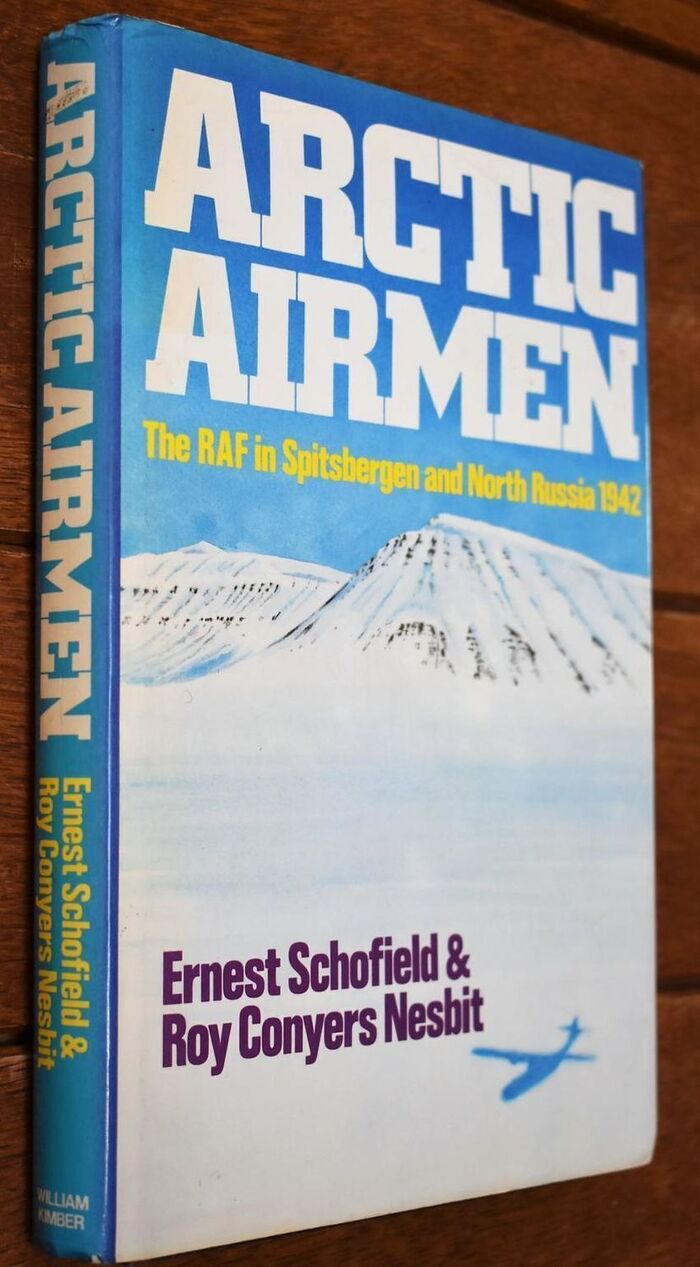 ARCTIC
AIRMEN
The RAF in Spitsbergen and North Russia 1942
Ernest Schofield &
Roy Conyers Nesbit
ARCTIC AIRMEN
Ernest Schofield &
Roy Conyers Nesbit
WILLIAM
KIMBER